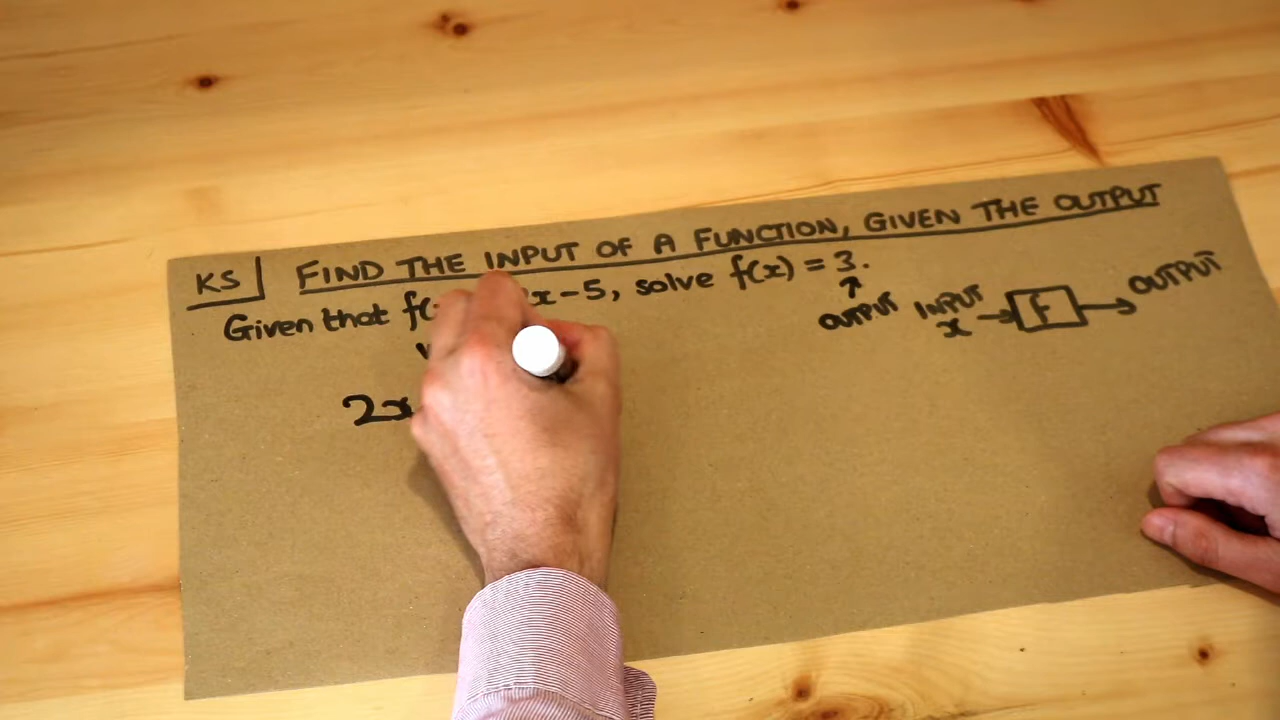 KS FIND THE INPUT OF A FUNCTION, GIVEN THE OUTPUT
Given that f( x-5, solve f(x) = 3.
OUTPUT INPUT x → F → OUTPUT
2x